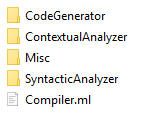 CodeGenerator
ContextualAnalyzer
Misc
SyntacticAnalyzer
Compiler.ml